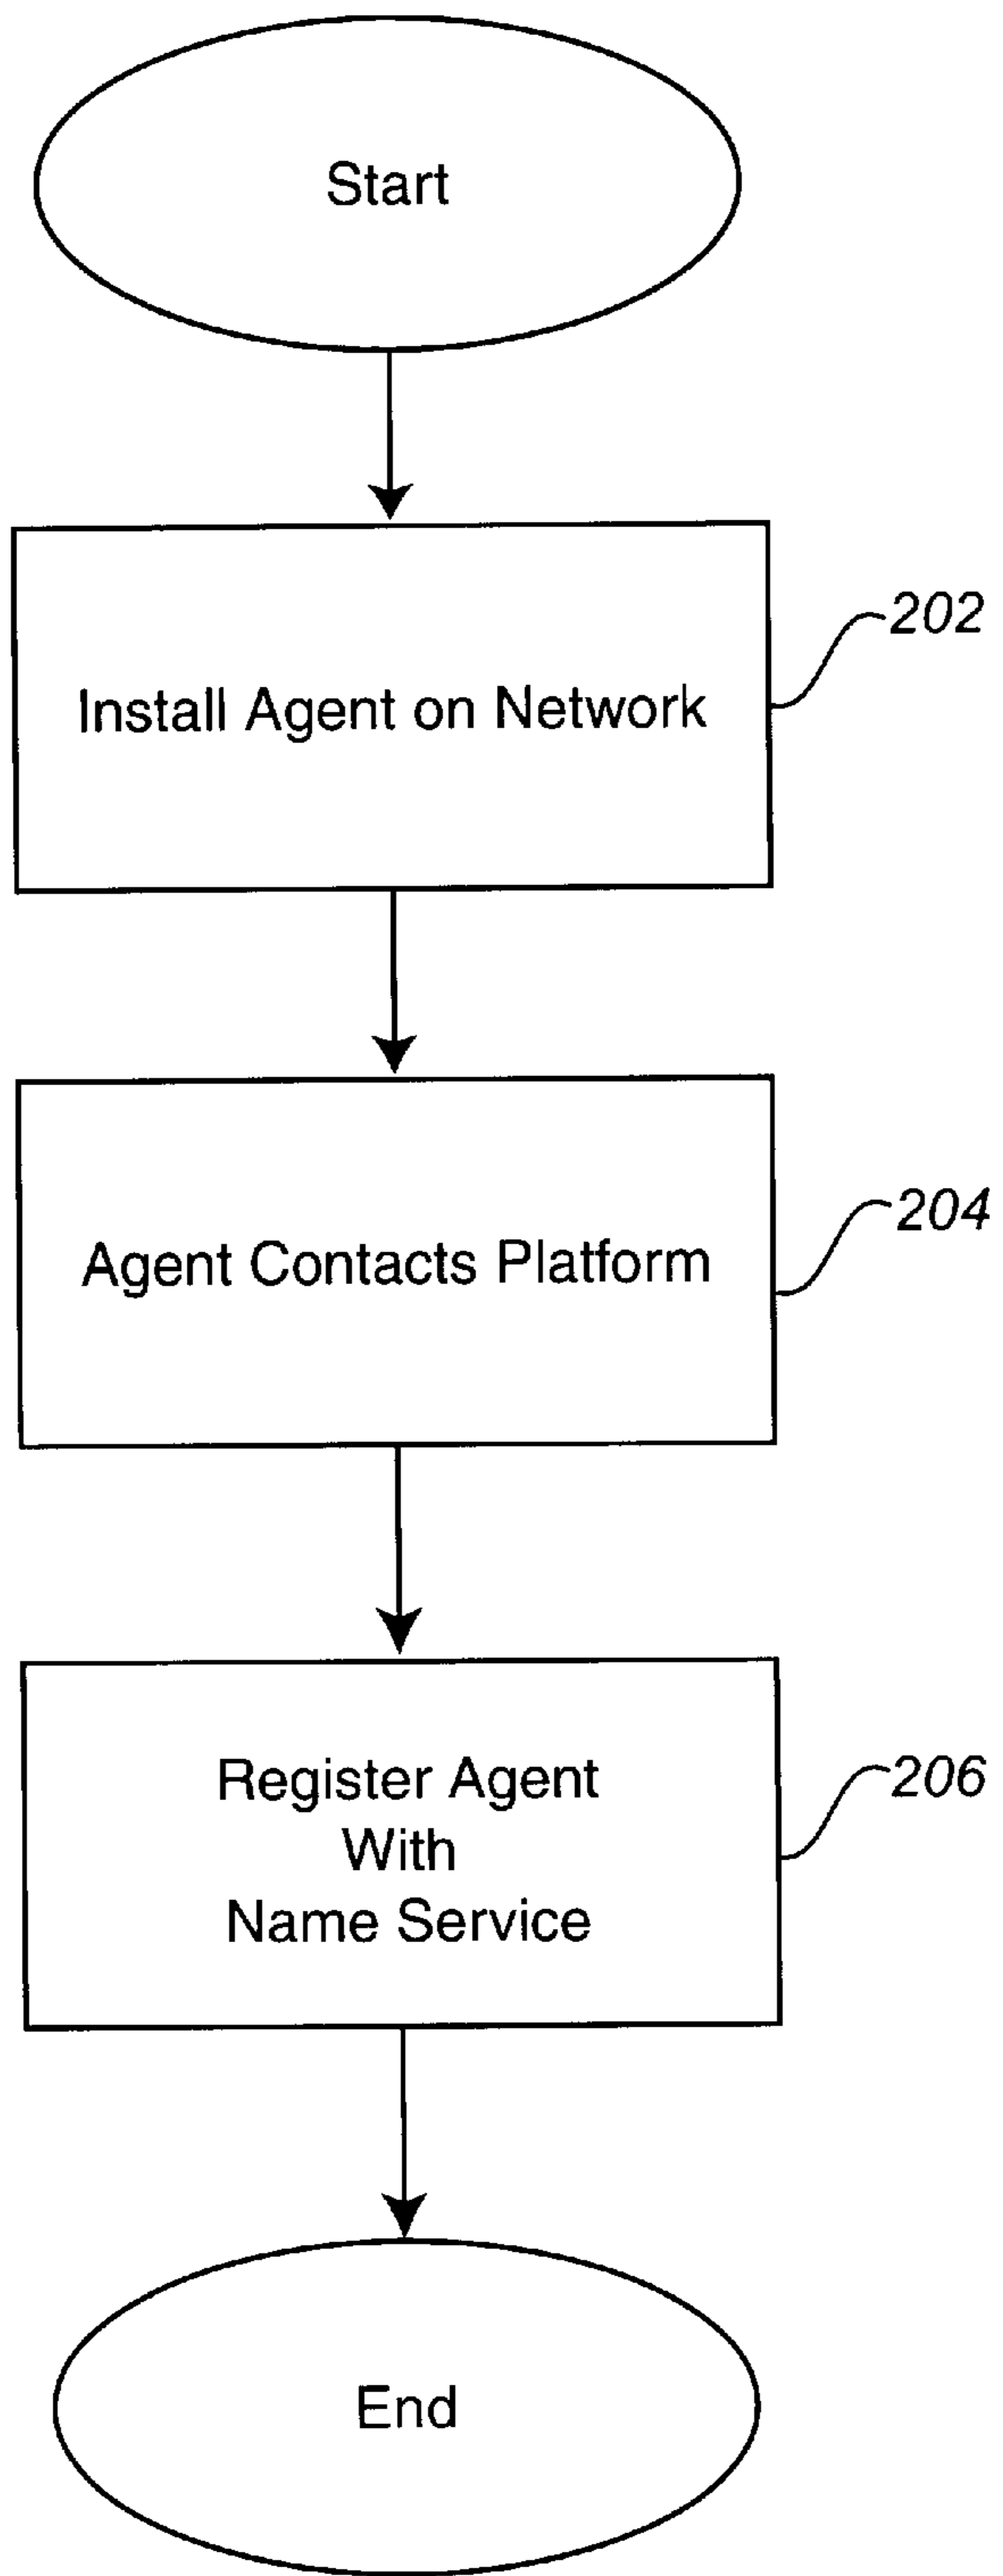 Start
202
Install Agent on Network
204
Agent Contacts Platform
206
Register Agent
With
Name Service
End